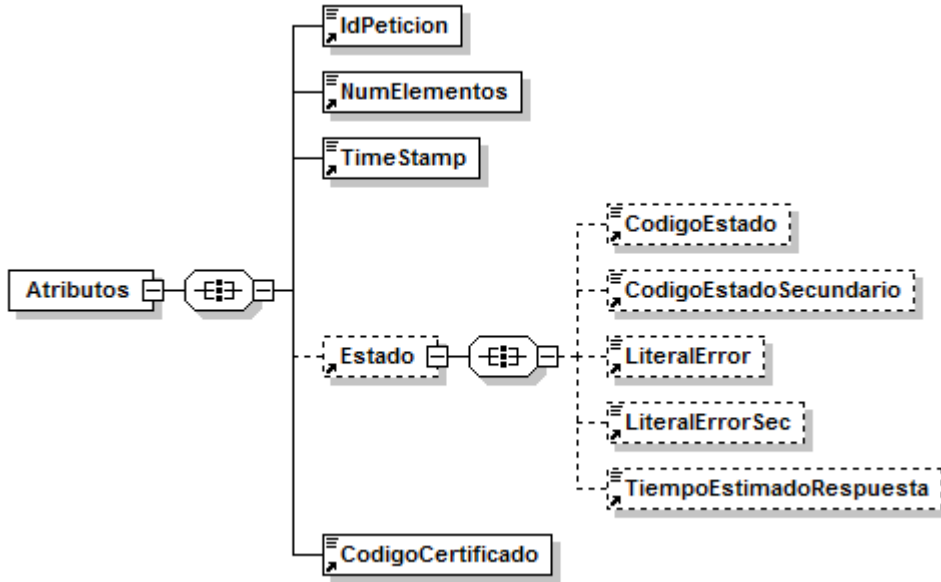 IdPeticion
NumElementos
TimeStamp
CodigoEstado
CodigoEstadoSecundario
Atributos
Estado
LiteralError
LiteralErrorSec
TiempoEstimadoRespuesta
CodigoCertificado